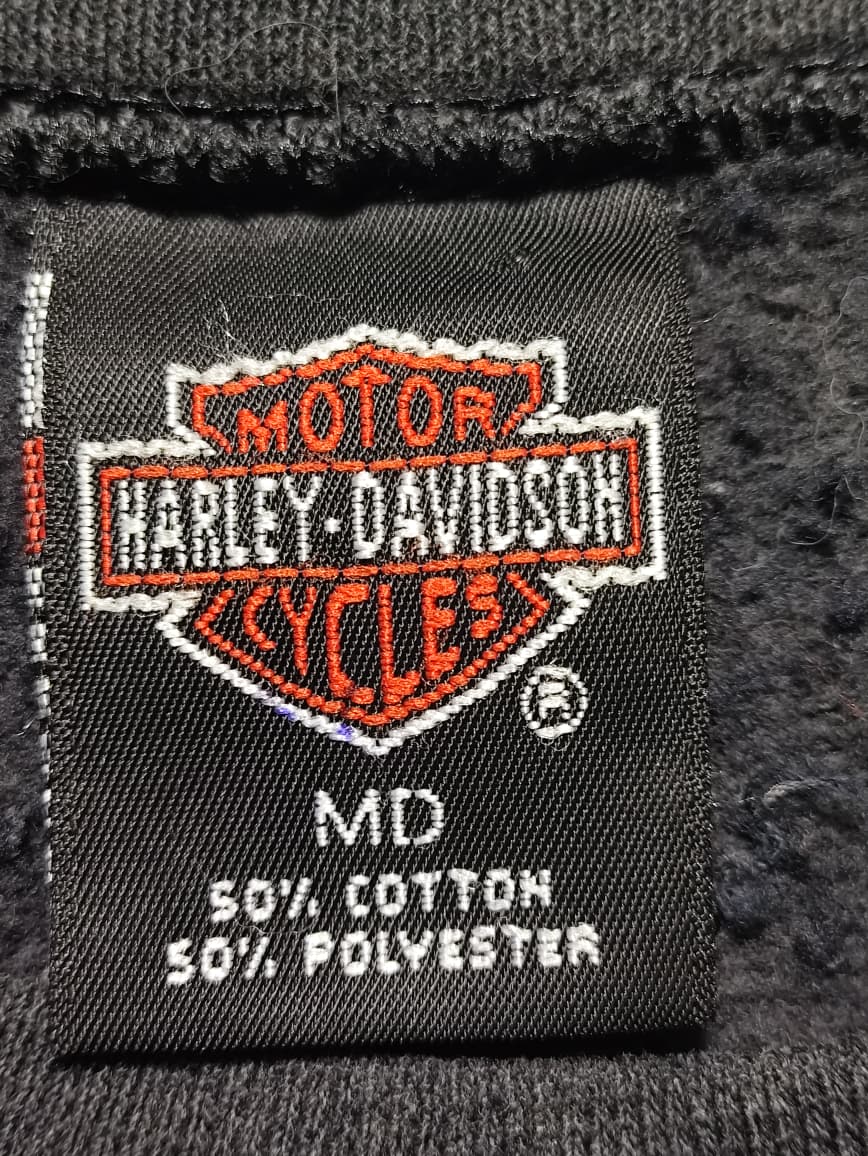 MOTOR
HARLEY-DAVIDSON
CYCLES
®
MD
50% COTTON
50% POLYESTER